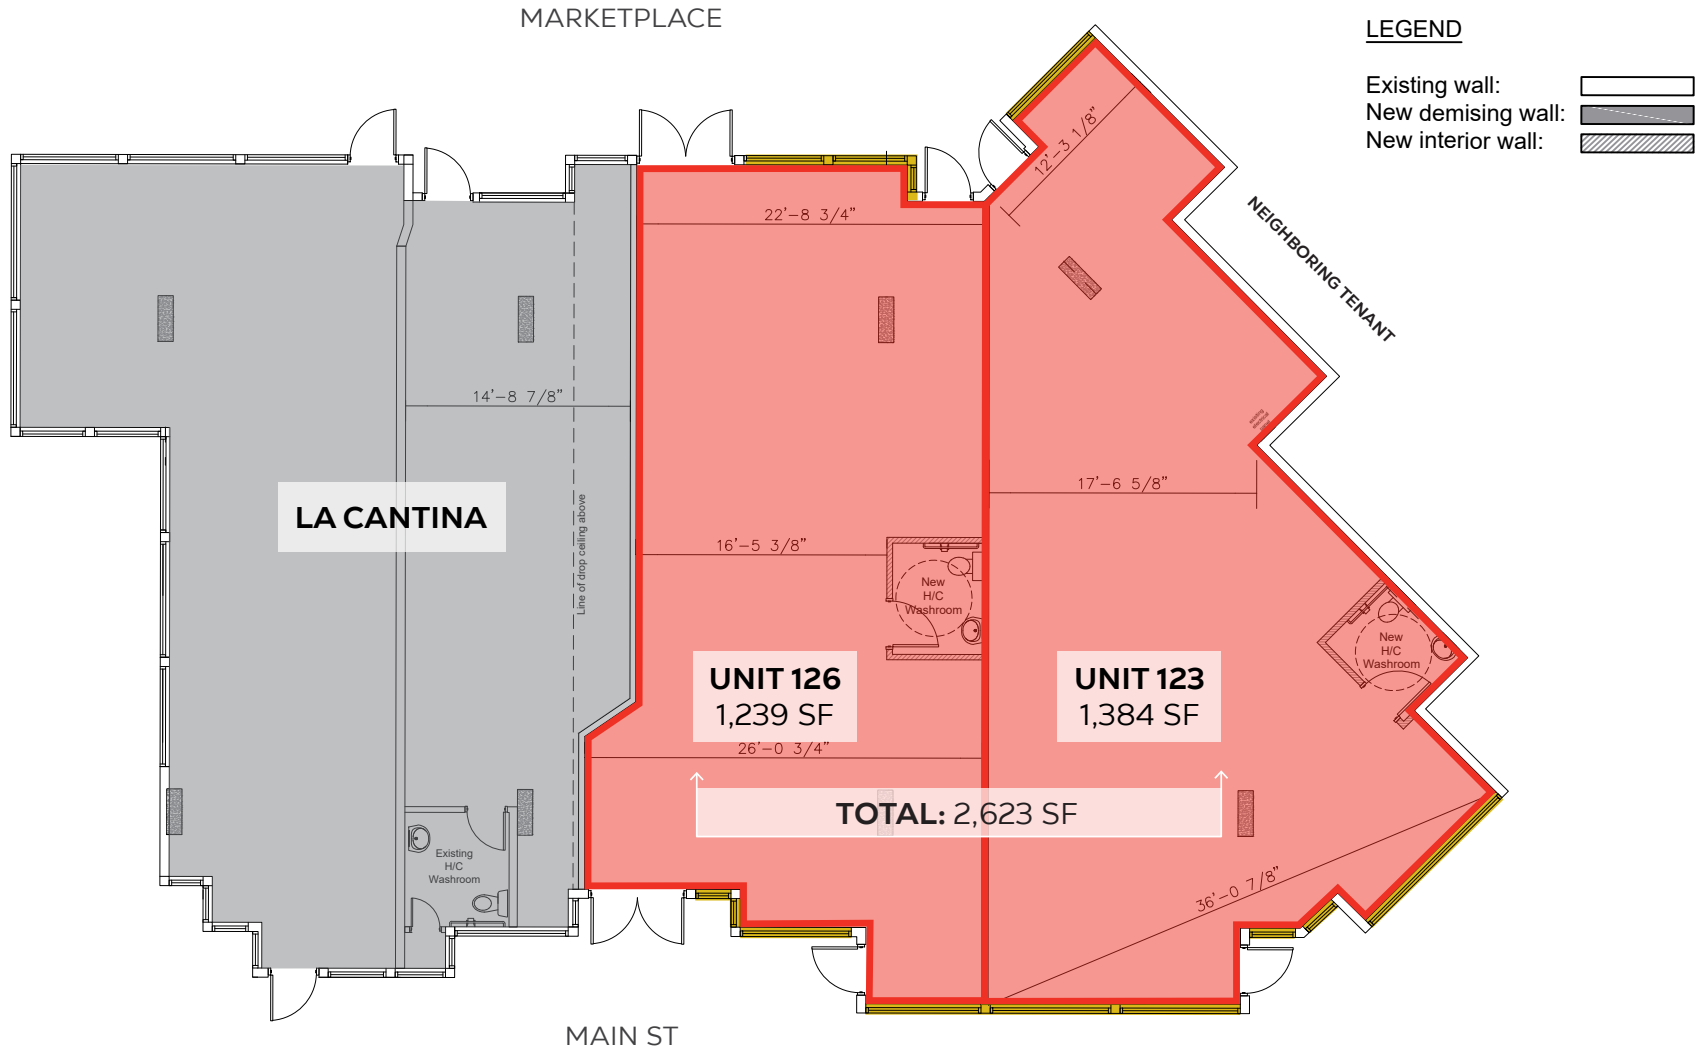 MARKETPLACE
LEGEND
Existing wall:
New demising wall:
New interior wall:
12'-3 1/8"
NEIGHBORING TENANT
22'-8 3/4"
14'-8 7/8"
existing
electrical
panel
17'-6 5/8"
LA CANTINA
Line of drop ceiling above
16'-5 3/8"
New
H/C
Washroom
New
H/C
Washroom
UNIT 126
1,239 SF
UNIT 123
1,384 SF
26'-0 3/4"
TOTAL: 2,623 SF
Existing
H/C
Washroom
36'-0 7/8"
MAIN ST